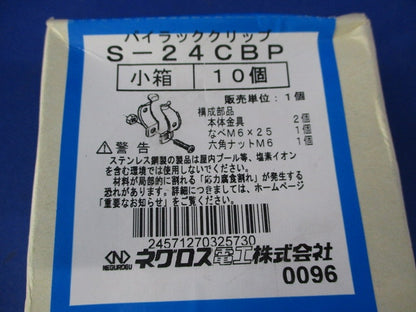 パイラッククリップ
S-24CBP
小箱 10個
販売単位:1個
構成部品
本体金具 2個
なべM6×25 1個
六角ナットM6 1個
⚠警告
ステンレス鋼製の製品は屋内プール等、塩素イオン
を含む環境では使用しないでください。
材料が局部的に割れる「応力腐食割れ」が発生する
恐れがあります。詳細につきましては、ホームページ
「重要なお知らせ」をご覧ください。
24571270325730
NEGUROSU
ネグロス電工株式会社
0096